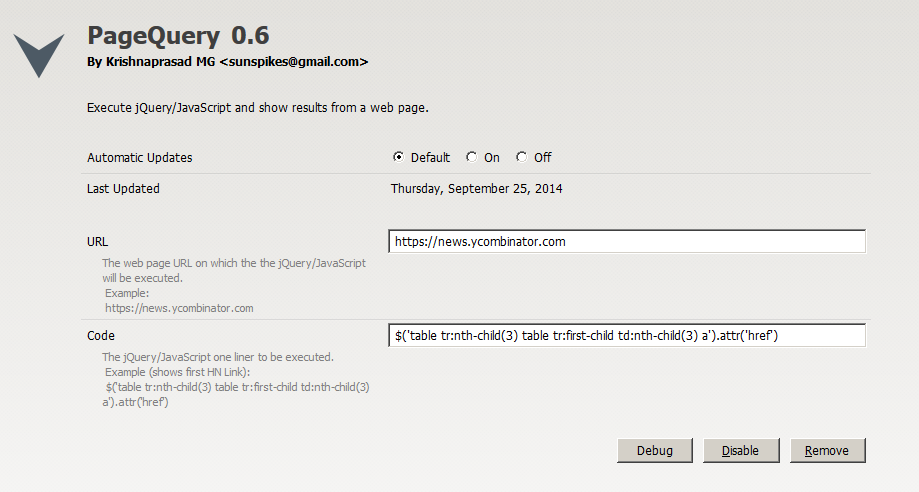 PageQuery 0.6
By Krishnaprasad MG <sunspikes@gmail.com>
Execute jQuery/JavaScript and show results from a web page.
Automatic Updates
Default On Off
Last Updated
Thursday, September 25, 2014
URL
https://news.ycombinator.com
The web page URL on which the the jQuery/JavaScript
will be executed.
Example:
https://news.ycombinator.com
Code
$('table tr:nth-child(3) table tr:first-child td:nth-child(3) a').attr('href')
The jQuery/JavaScript one liner to be executed.
Example (shows first HN Link):
$('table tr:nth-child(3) table tr:first-child td:nth-child(3)
a').attr('href')
Debug Disable Remove